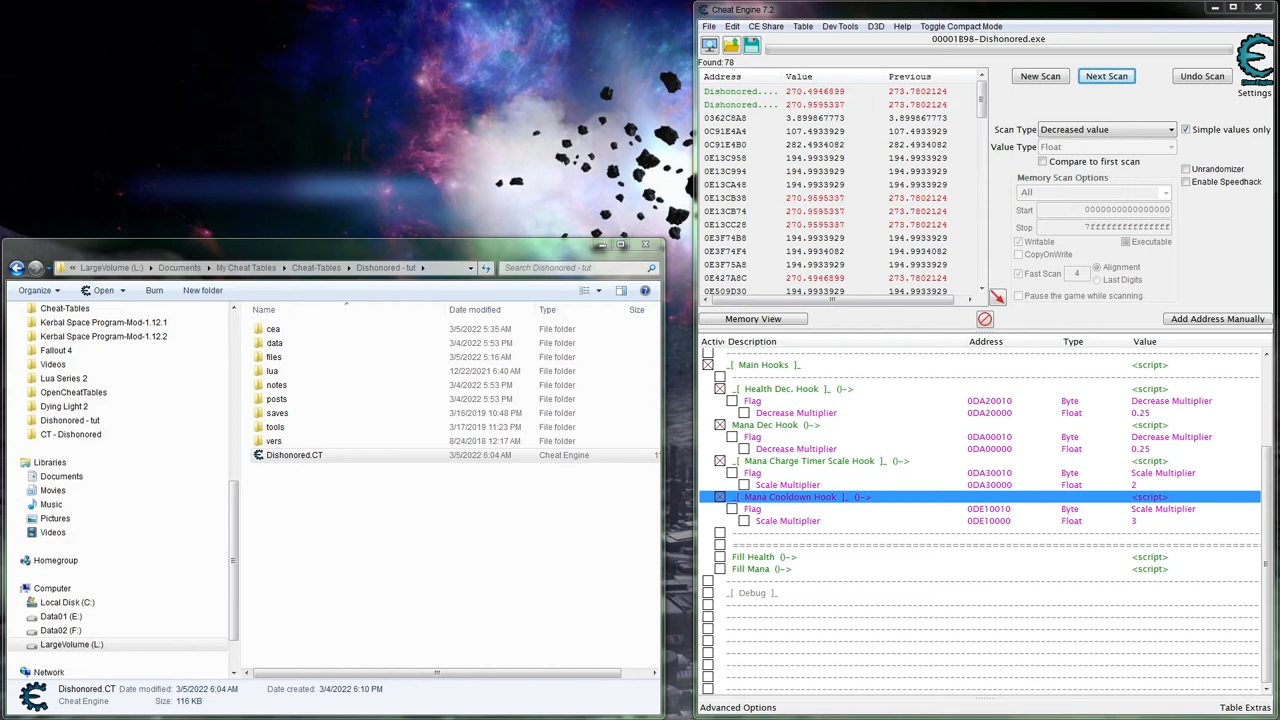 Cheat Engine 7.2
File Edit CE Share Table Dev Tools D3D Help Toggle Compact Mode
00001B98-Dishonored.exe
Found: 78
Address Value Previous
Dishonored.... 270.4946899 273.7802124
Dishonored.... 270.9595337 273.7802124
0362C8A8 3.899867773 3.899867773
0C91E4A4 107.4933929 107.4933929
0C91E4B0 282.4934082 282.4934082
0E13C958 194.9933929 194.9933929
0E13C994 194.9933929 194.9933929
0E13CA48 194.9933929 194.9933929
0E13CB38 270.9595337 273.7802124
0E13CB74 270.9595337 273.7802124
0E13CC28 270.9595337 273.7802124
0E3F74B8 194.9933929 194.9933929
0E3F74F4 194.9933929 194.9933929
0E3F75A8 194.9933929 194.9933929
0E427A8C 270.4946899 273.7802124
0E509D30 194.9933929 194.9933929
New Scan Next Scan Undo Scan
Settings
Scan Type Decreased value Simple values only
Value Type Float
Compare to first scan
Memory Scan Options
All
Start 0000000000000000
Stop 7fffffffffffffff
Writable Executable
CopyOnWrite
Fast Scan 4 Alignment
Last Digits
Pause the game while scanning
Unrandomizer
Enable Speedhack
Memory View Add Address Manually
Active Description Address Type Value
_[ Main Hooks ]_ <script>
_[ Health Dec. Hook ]_ ()-> <script>
Flag 0DA20010 Byte Decrease Multiplier
Decrease Multiplier 0DA20000 Float 0.25
Mana Dec Hook ()-> <script>
Flag 0DA00010 Byte Decrease Multiplier
Decrease Multiplier 0DA00000 Float 0.25
_[ Mana Charge Timer Scale Hook ]_ ()-> <script>
Flag 0DA30010 Byte Scale Multiplier
Scale Multiplier 0DA30000 Float 2
_[ Mana Cooldown Hook ]_ ()-> <script>
Flag 0DE10010 Byte Scale Multiplier
Scale Multiplier 0DE10000 Float 3
Fill Health ()-> <script>
Fill Mana ()-> <script>
_[ Debug ]_
Advanced Options Table Extras
LargeVolume (L:) Documents My Cheat Tables Cheat-Tables Dishonored - tut Search Dishonored - tut
Organize Open Burn New folder
Name Date modified Type Size
cea 3/5/2022 5:35 AM File folder
data 3/4/2022 5:53 PM File folder
files 3/5/2022 5:16 AM File folder
lua 12/22/2021 6:40 AM File folder
notes 3/4/2022 5:53 PM File folder
posts 3/4/2022 5:53 PM File folder
saves 3/16/2019 10:48 PM File folder
tools 3/17/2019 11:23 PM File folder
vers 8/24/2018 12:17 AM File folder
Dishonored.CT 3/5/2022 6:04 AM Cheat Engine
Cheat-Tables
Kerbal Space Program-Mod-1.12.1
Kerbal Space Program-Mod-1.12.2
Fallout 4
Videos
Lua Series 2
OpenCheatTables
Dying Light 2
Dishonored - tut
CT - Dishonored
Libraries
Documents
Movies
Music
Pictures
Videos
Homegroup
Computer
Local Disk (C:)
Data01 (E:)
Data02 (F:)
LargeVolume (L:)
Network
Dishonored.CT Date modified: 3/5/2022 6:04 AM Date created: 3/4/2022 6:10 PM
Cheat Engine Size: 116 KB